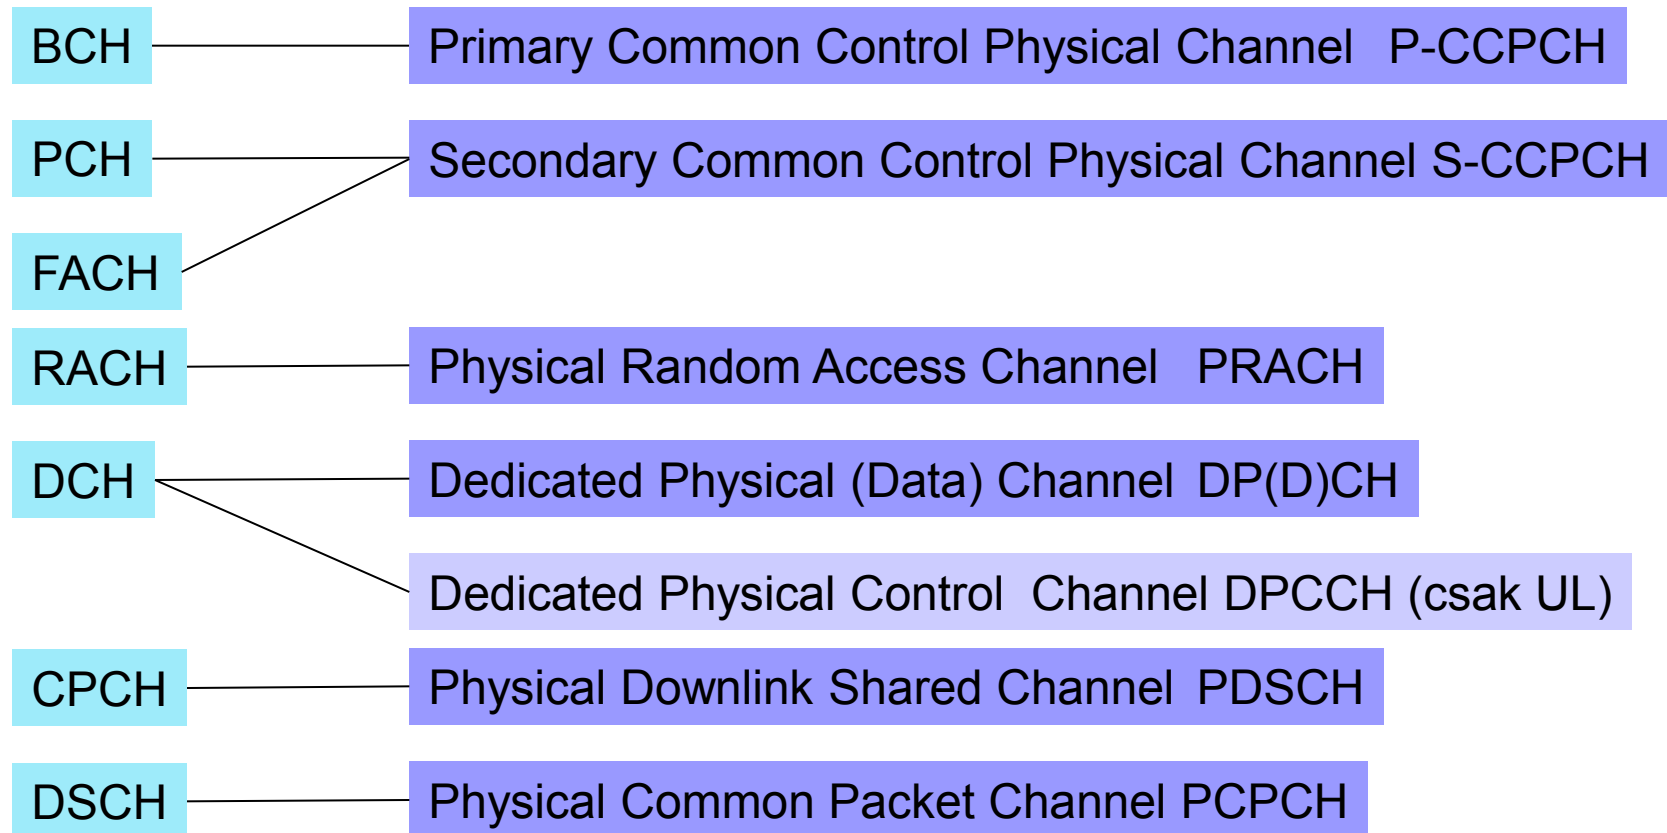 BCH Primary Common Control Physical Channel P-CCPCH
PCH Secondary Common Control Physical Channel S-CCPCH
FACH
RACH Physical Random Access Channel PRACH
DCH Dedicated Physical (Data) Channel DP(D)CH
Dedicated Physical Control Channel DPCCH (csak UL)
CPCH Physical Downlink Shared Channel PDSCH
DSCH Physical Common Packet Channel PCPCH